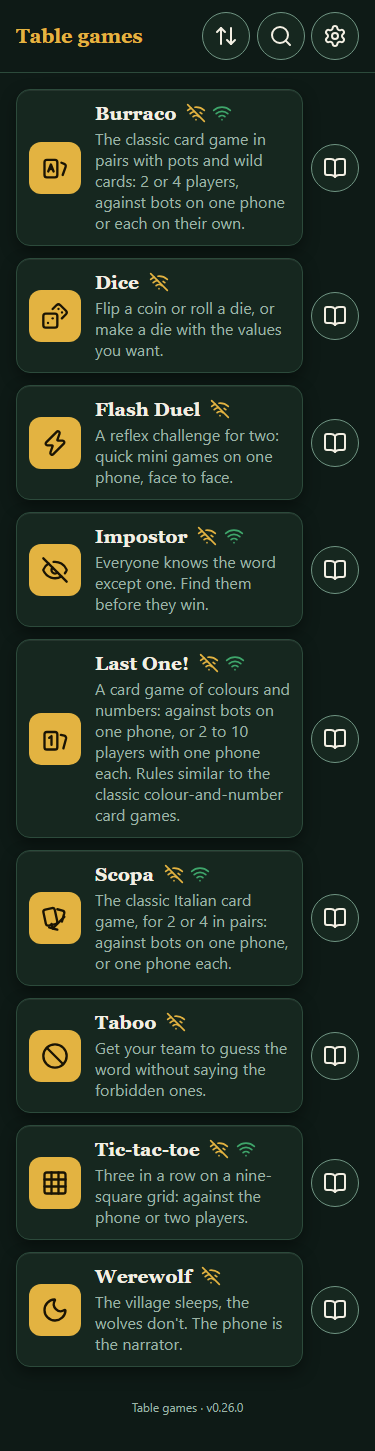 Table games
Burraco
The classic card game in
pairs with pots and wild
cards: 2 or 4 players,
against bots on one phone
or each on their own.
Dice
Flip a coin or roll a die, or
make a die with the values
you want.
Flash Duel
A reflex challenge for two:
quick mini games on one
phone, face to face.
Impostor
Everyone knows the word
except one. Find them
before they win.
Last One!
A card game of colours and
numbers: against bots on
one phone, or 2 to 10
players with one phone
each. Rules similar to the
classic colour-and-number
card games.
Scopa
The classic Italian card
game, for 2 or 4 in pairs:
against bots on one phone,
or one phone each.
Taboo
Get your team to guess the
word without saying the
forbidden ones.
Tic-tac-toe
Three in a row on a nine-
square grid: against the
phone or two players.
Werewolf
The village sleeps, the
wolves don't. The phone is
the narrator.
Table games · v0.26.0